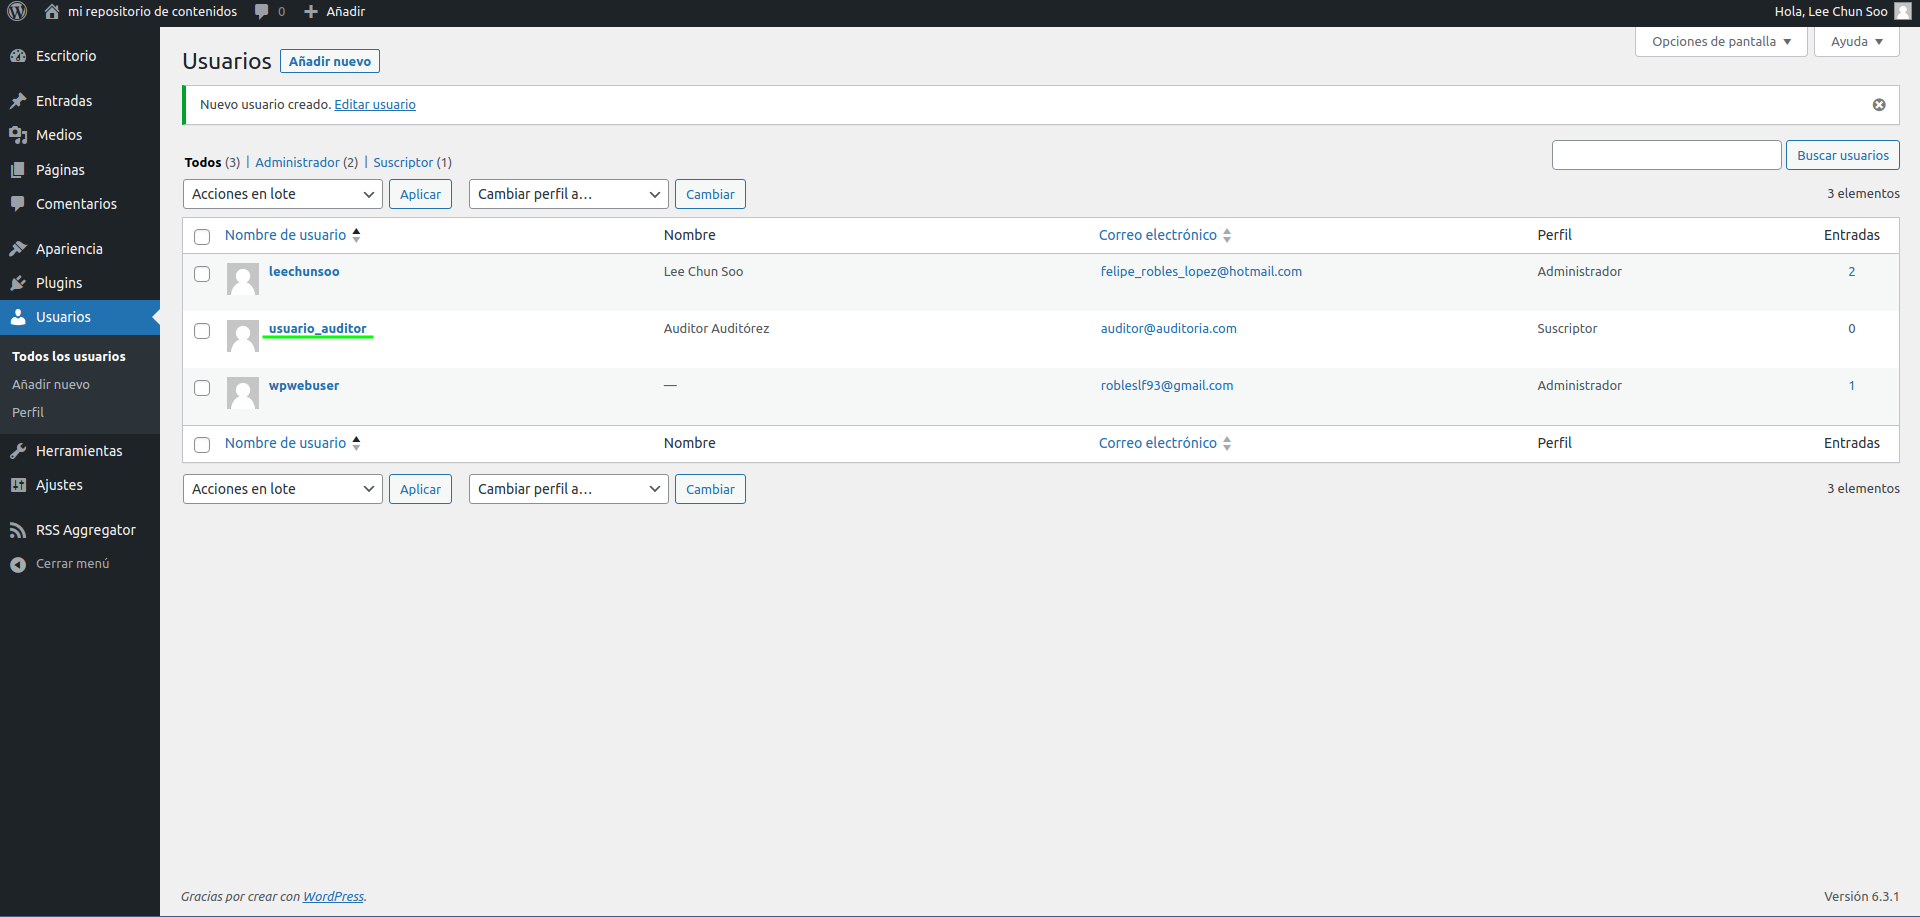 mi repositorio de contenidos 0 Añadir Hola, Lee Chun Soo
Escritorio
Entradas
Medios
Páginas
Comentarios
Apariencia
Plugins
Usuarios
Todos los usuarios
Añadir nuevo
Perfil
Herramientas
Ajustes
RSS Aggregator
Cerrar menú
Opciones de pantalla Ayuda
Usuarios Añadir nuevo
Nuevo usuario creado. Editar usuario
Todos (3) | Administrador (2) | Suscriptor (1)
Buscar usuarios
Acciones en lote Aplicar Cambiar perfil a... Cambiar 3 elementos
Nombre de usuario Nombre Correo electrónico Perfil Entradas
leechunsoo Lee Chun Soo felipe_robles_lopez@hotmail.com Administrador 2
usuario_auditor Auditor Auditórez auditor@auditoria.com Suscriptor 0
wpwebuser — robleslf93@gmail.com Administrador 1
Nombre de usuario Nombre Correo electrónico Perfil Entradas
Acciones en lote Aplicar Cambiar perfil a... Cambiar 3 elementos
Gracias por crear con WordPress. Versión 6.3.1